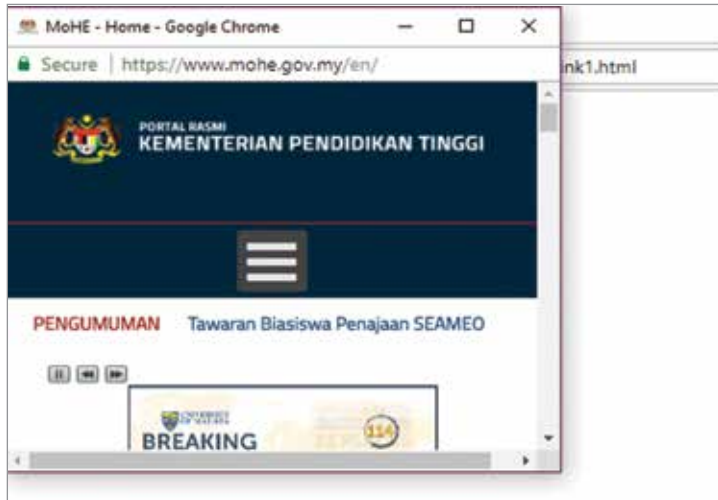 MoHE - Home - Google Chrome
Secure | https://www.mohe.gov.my/en/
ink1.html
PORTAL RASMI
KEMENTERIAN PENDIDIKAN TINGGI
PENGUMUMAN Tawaran Biasiswa Penajaan SEAMEO
BREAKING
114